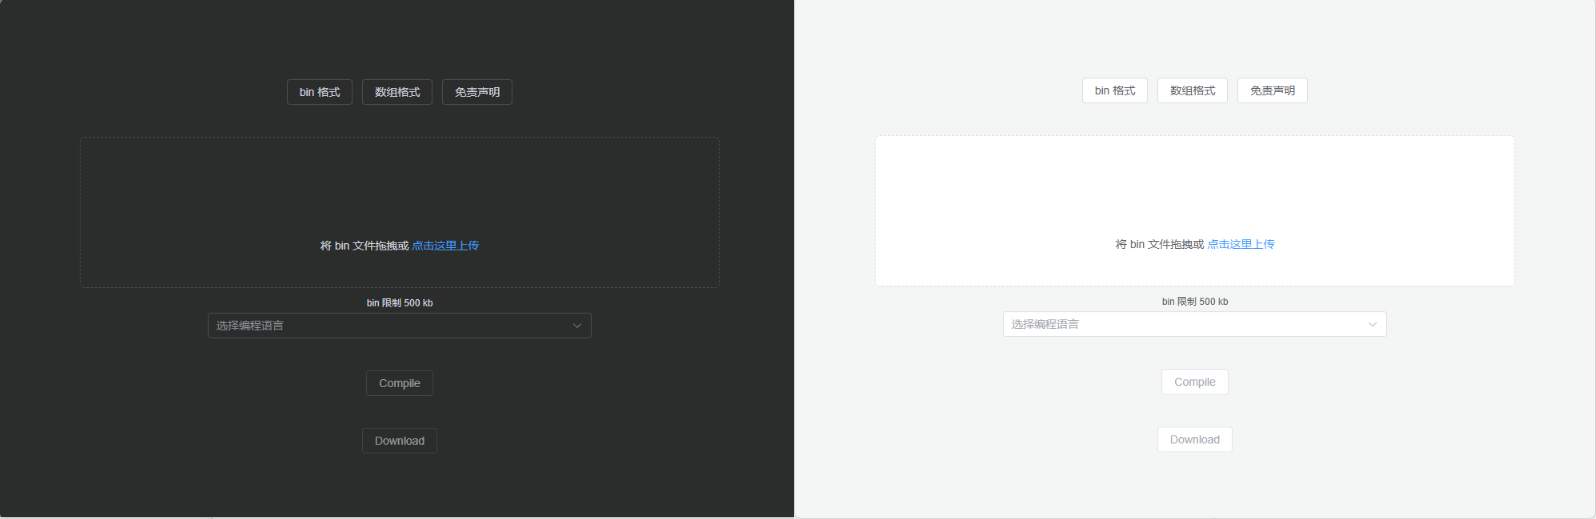 bin 格式 数组格式 免责声明
将 bin 文件拖拽或 点击这里上传
bin 限制 500 kb
选择编程语言
Compile
Download
bin 格式 数组格式 免责声明
将 bin 文件拖拽或 点击这里上传
bin 限制 500 kb
选择编程语言
Compile
Download